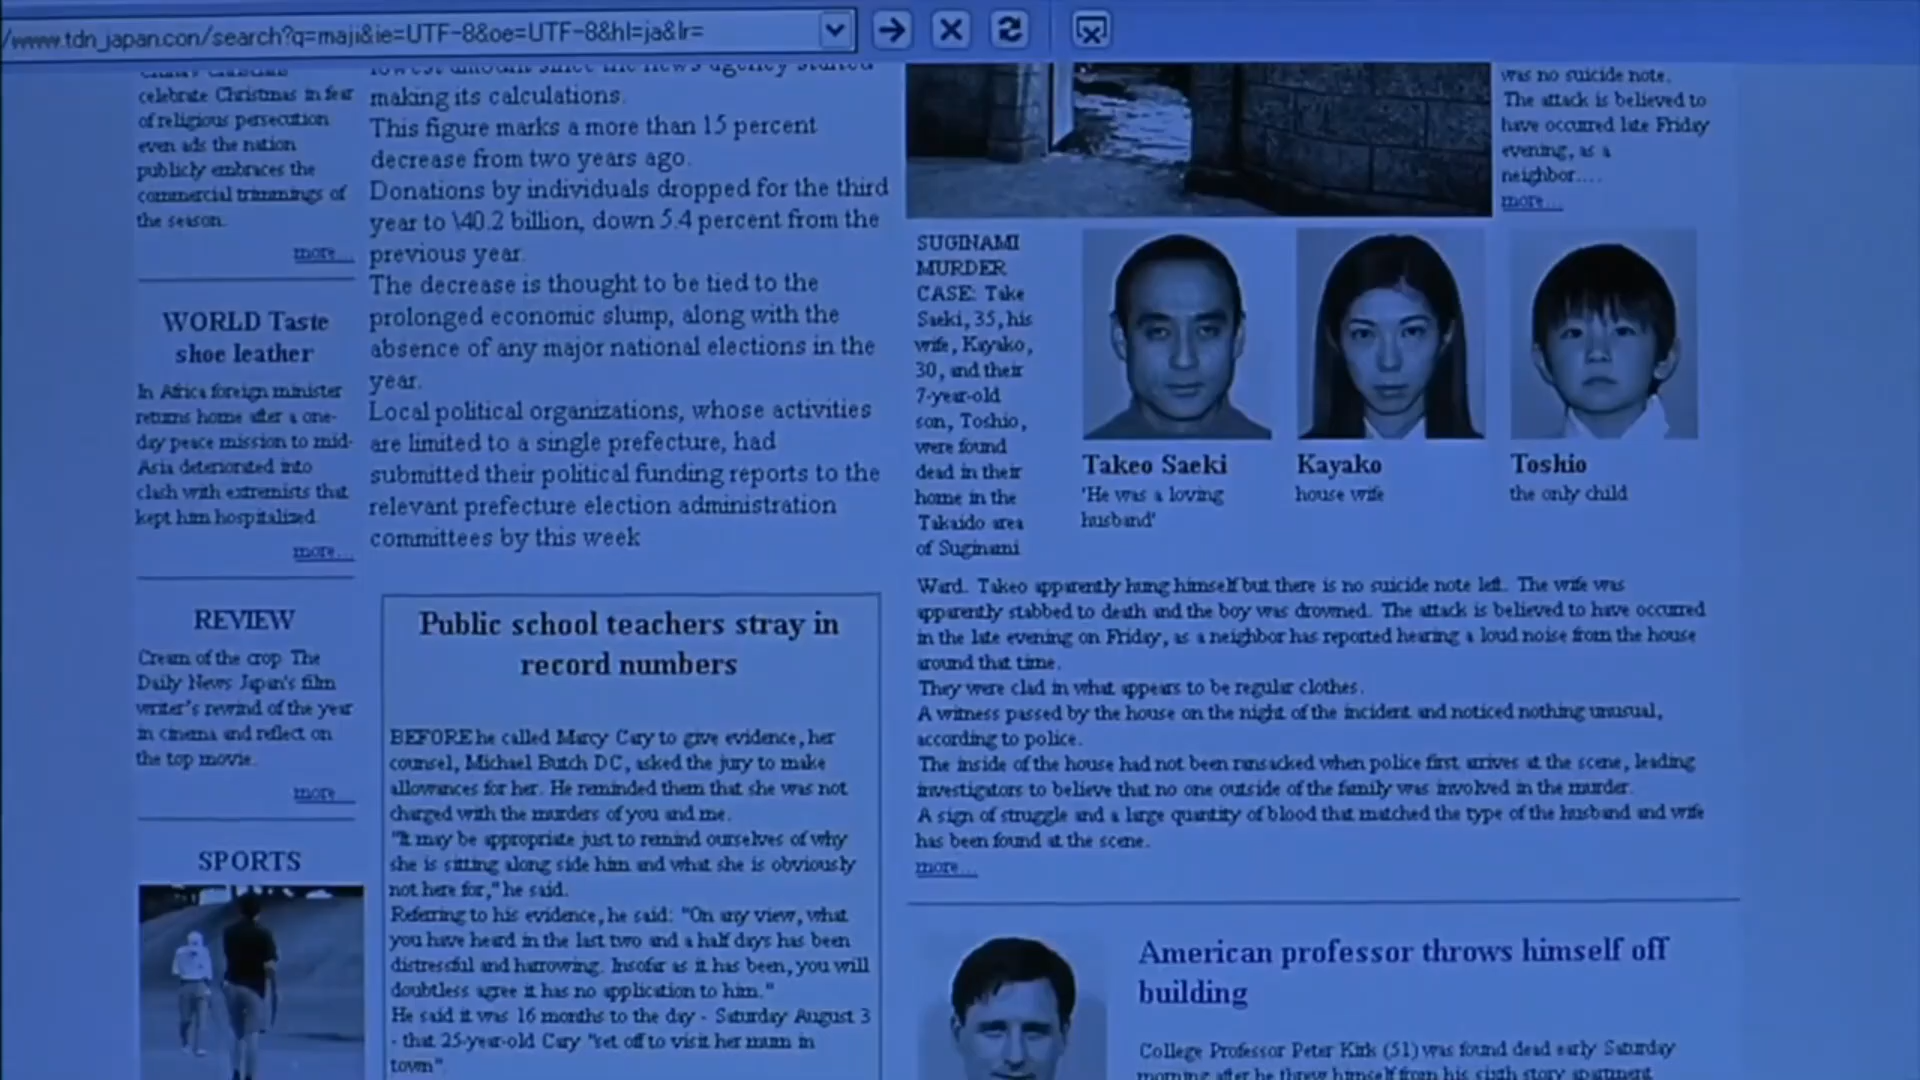 /www.tdn_japan.con/search?q=maji&ie=UTF-8&oe=UTF-8&hl=ja&lr=
celebrate Christmas in fear
of religious persecution
even ads the nation
publicly embraces the
commercial trimmings of
the season.
more...
WORLD Taste
shoe leather
In Africa foreign minister
returns home after a one-
day peace mission to mid-
Asia deteriorated into
clash with extremists that
kept him hospitalized.
more...
REVIEW
Cream of the crop The
Daily News Japan's film
writer's rewind of the year
in cinema and reflect on
the top movie.
more...
SPORTS
lowest amount since the news agency started
making its calculations.
This figure marks a more than 15 percent
decrease from two years ago.
Donations by individuals dropped for the third
year to \40.2 billion, down 5.4 percent from the
previous year.
The decrease is thought to be tied to the
prolonged economic slump, along with the
absence of any major national elections in the
year.
Local political organizations, whose activities
are limited to a single prefecture, had
submitted their political funding reports to the
relevant prefecture election administration
committees by this week
Public school teachers stray in
record numbers
BEFORE he called Marcy Cary to give evidence, her
counsel, Michael Butch DC, asked the jury to make
allowances for her. He reminded them that she was not
charged with the murders of you and me.
"It may be appropriate just to remind ourselves of why
she is sitting along side him and what she is obviously
not here for," he said.
Referring to his evidence, he said: "On any view, what
you have heard in the last two and a half days has been
distressful and harrowing. Insofar as it has been, you will
doubtless agree it has no application to him."
He said it was 16 months to the day - Saturday August 3
- that 25-year-old Cary "set off to visit her mum in
town".
was no suicide note.
The attack is believed to
have occurred late Friday
evening, as a
neighbor....
more...
SUGINAMI
MURDER
CASE: Take
Saeki, 35, his
wife, Kayako,
30, and their
7-year-old
son, Toshio,
were found
dead in their
home in the
Takaido area
of Suginami
Takeo Saeki
'He was a loving
husband'
Kayako
house wife
Toshio
the only child
Ward. Takeo apparently hung himself but there is no suicide note left. The wife was
apparently stabbed to death and the boy was drowned. The attack is believed to have occurred
in the late evening on Friday, as a neighbor has reported hearing a loud noise from the house
around that time.
They were clad in what appears to be regular clothes.
A witness passed by the house on the night of the incident and noticed nothing unusual,
according to police.
The inside of the house had not been ransacked when police first arrives at the scene, leading
investigators to believe that no one outside of the family was involved in the murder.
A sign of struggle and a large quantity of blood that matched the type of the husband and wife
has been found at the scene.
more...
American professor throws himself off
building
College Professor Peter Kirk (51) was found dead early Saturday
morning after he threw himself from his sixth story apartment